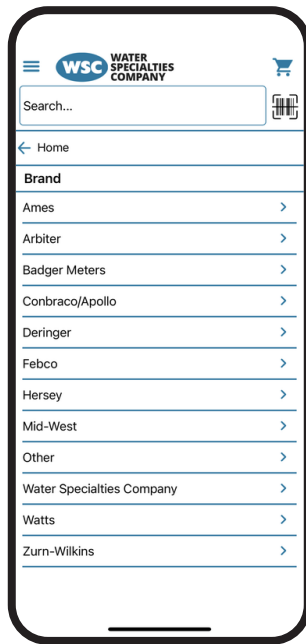 WSC
WATER
SPECIALTIES
COMPANY
Search...
Home
Brand
Ames
Arbiter
Badger Meters
Conbraco/Apollo
Deringer
Febco
Hersey
Mid-West
Other
Water Specialties Company
Watts
Zurn-Wilkins